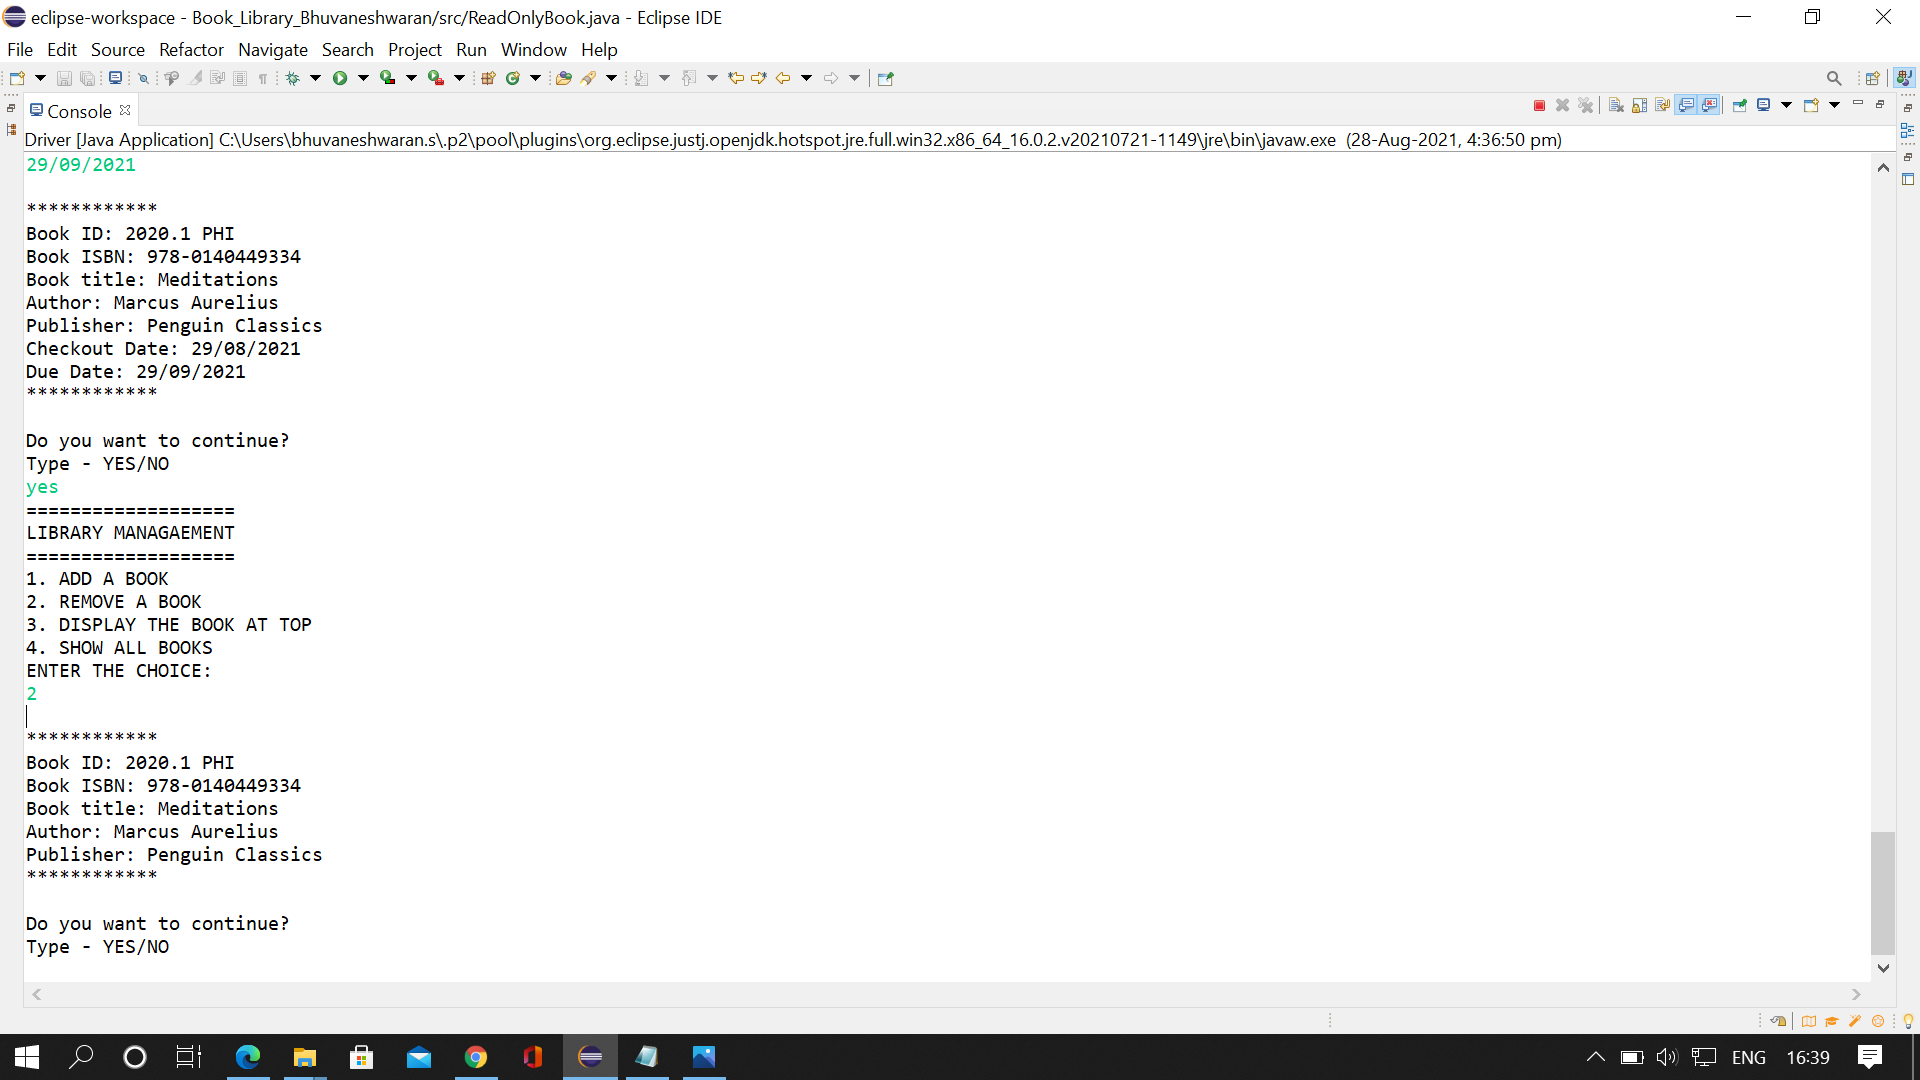 eclipse-workspace - Book_Library_Bhuvaneshwaran/src/ReadOnlyBook.java - Eclipse IDE
File Edit Source Refactor Navigate Search Project Run Window Help
Console
Driver [Java Application] C:\Users\bhuvaneshwaran.s\.p2\pool\plugins\org.eclipse.justj.openjdk.hotspot.jre.full.win32.x86_64_16.0.2.v20210721-1149\jre\bin\javaw.exe (28-Aug-2021, 4:36:50 pm)
29/09/2021
************
Book ID: 2020.1 PHI
Book ISBN: 978-0140449334
Book title: Meditations
Author: Marcus Aurelius
Publisher: Penguin Classics
Checkout Date: 29/08/2021
Due Date: 29/09/2021
************
Do you want to continue?
Type - YES/NO
yes
===================
LIBRARY MANAGAEMENT
===================
1. ADD A BOOK
2. REMOVE A BOOK
3. DISPLAY THE BOOK AT TOP
4. SHOW ALL BOOKS
ENTER THE CHOICE:
2
************
Book ID: 2020.1 PHI
Book ISBN: 978-0140449334
Book title: Meditations
Author: Marcus Aurelius
Publisher: Penguin Classics
************
Do you want to continue?
Type - YES/NO
ENG 16:39